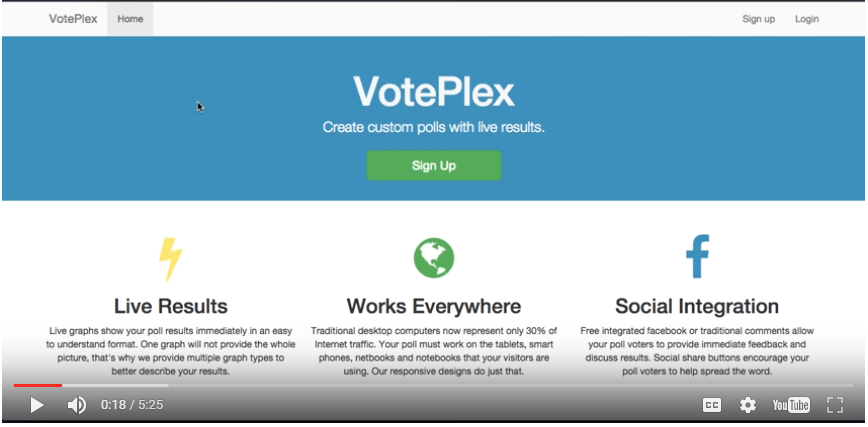 VotePlex Home Sign up Login
VotePlex
Create custom polls with live results.
Sign Up
Live Results
Live graphs show your poll results immediately in an easy
to understand format. One graph will not provide the whole
picture, that's why we provide multiple graph types to
better describe your results.
Works Everywhere
Traditional desktop computers now represent only 30% of
Internet traffic. Your poll must work on the tablets, smart
phones, netbooks and notebooks that your visitors are
using. Our responsive designs do just that.
Social Integration
Free integrated facebook or traditional comments allow
your poll voters to provide immediate feedback and
discuss results. Social share buttons encourage your
poll voters to help spread the word.
0:18 / 5:25 CC YouTube